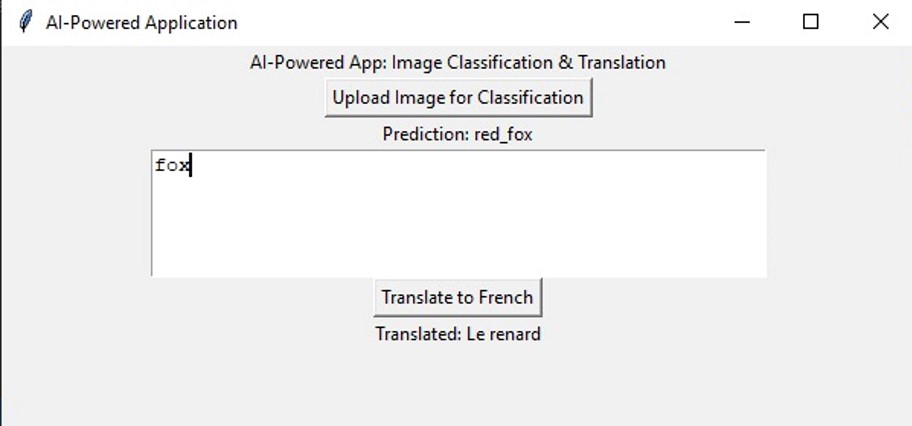 AI-Powered Application
AI-Powered App: Image Classification & Translation
Upload Image for Classification
Prediction: red_fox
fox
Translate to French
Translated: Le renard